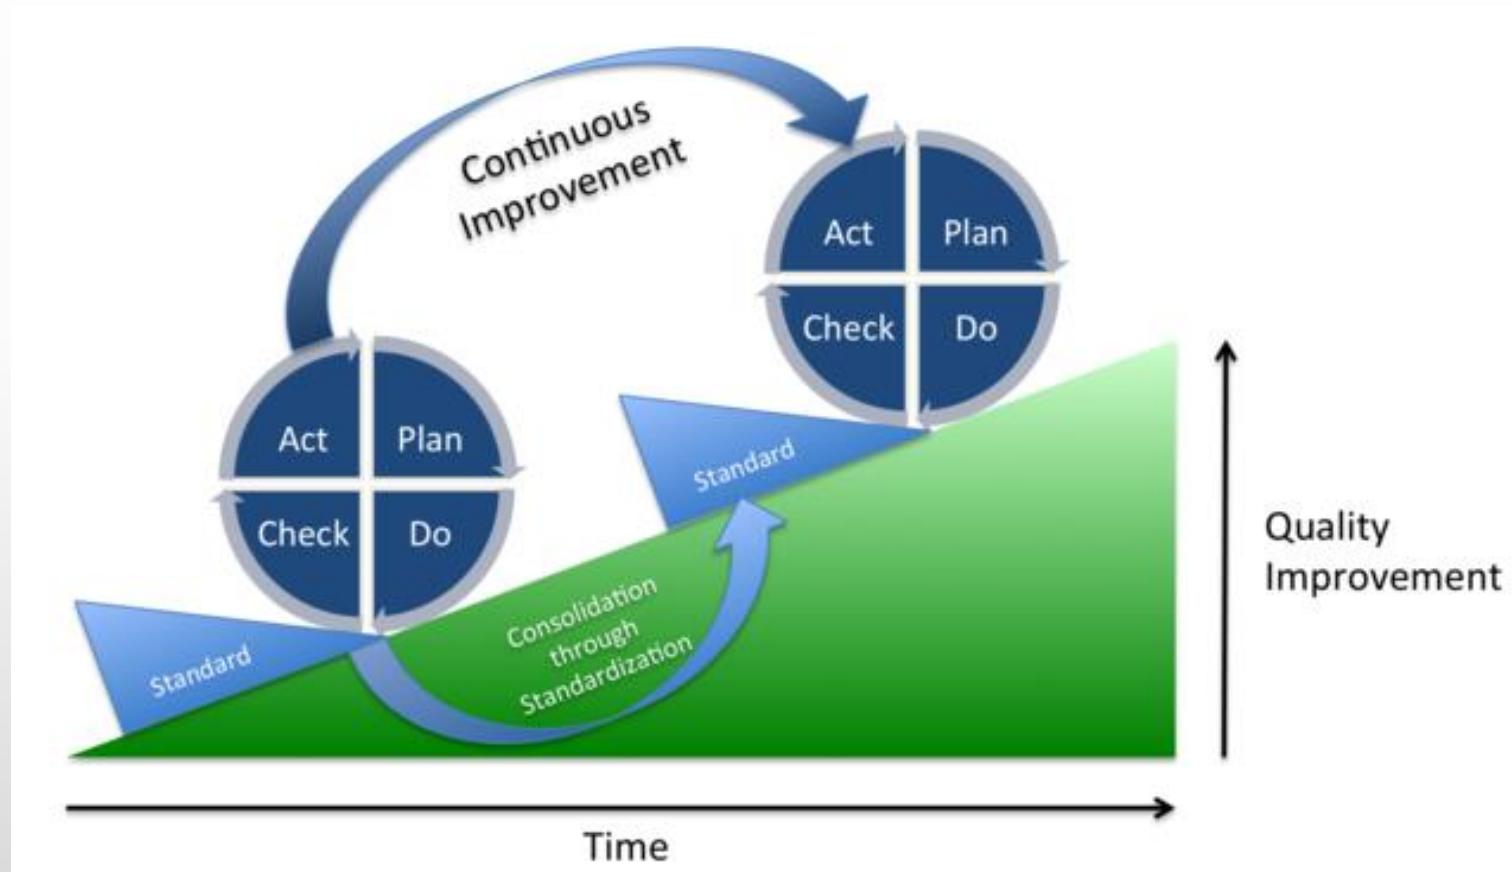 Continuous
Improvement
Act
Plan
Check
Do
Act
Plan
Check
Do
Standard
Standard
Consolidation
through
Standardization
Quality
Improvement
Time